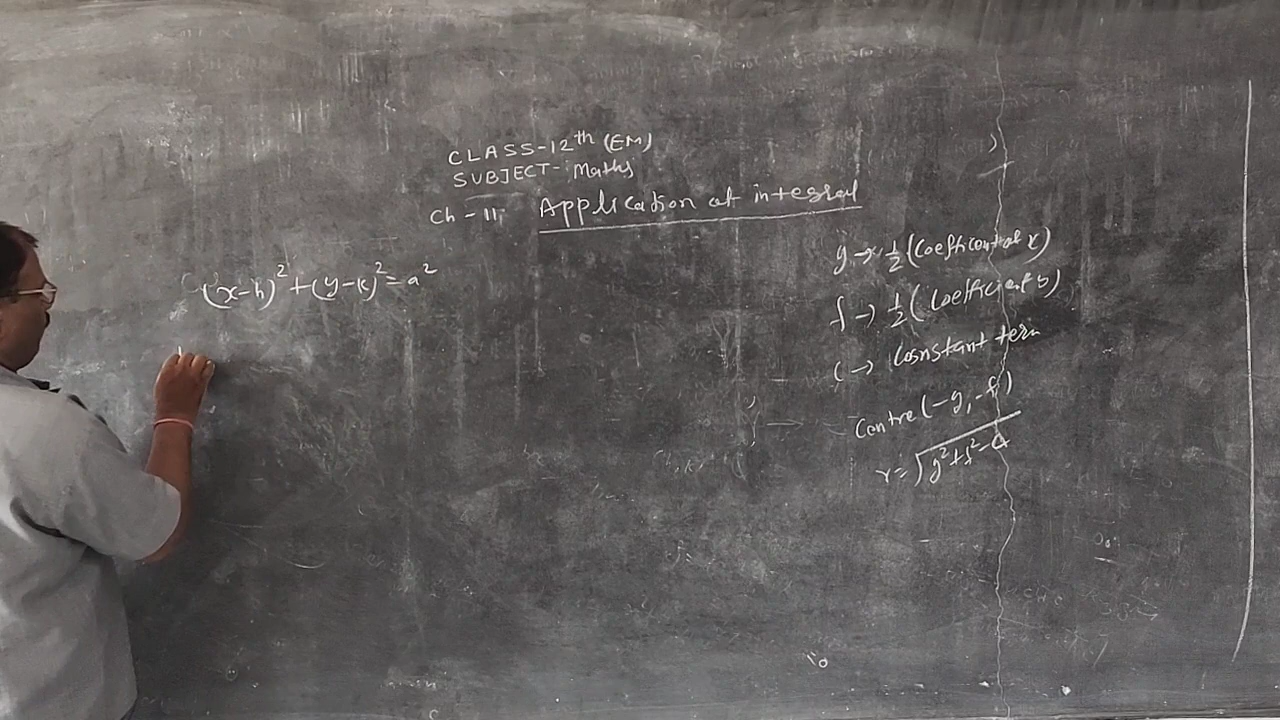 CLASS-12th (EM)
SUBJECT-Maths
Ch-11 Application of integral
(x-h)² + (y-k)² = a²
g → ½ (coefficient of x)
f → ½ (coefficient y)
c → Constant term
Centre (-g, -f)
r = √g²+f²-c